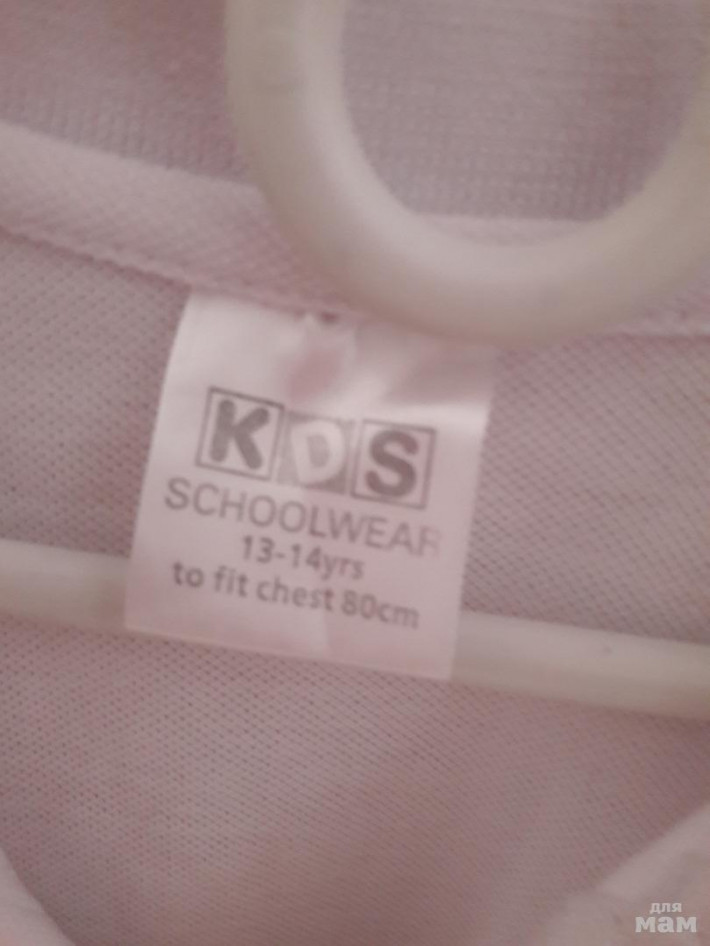 KDS
SCHOOLWEAR
13-14yrs
to fit chest 80cm
для
мам